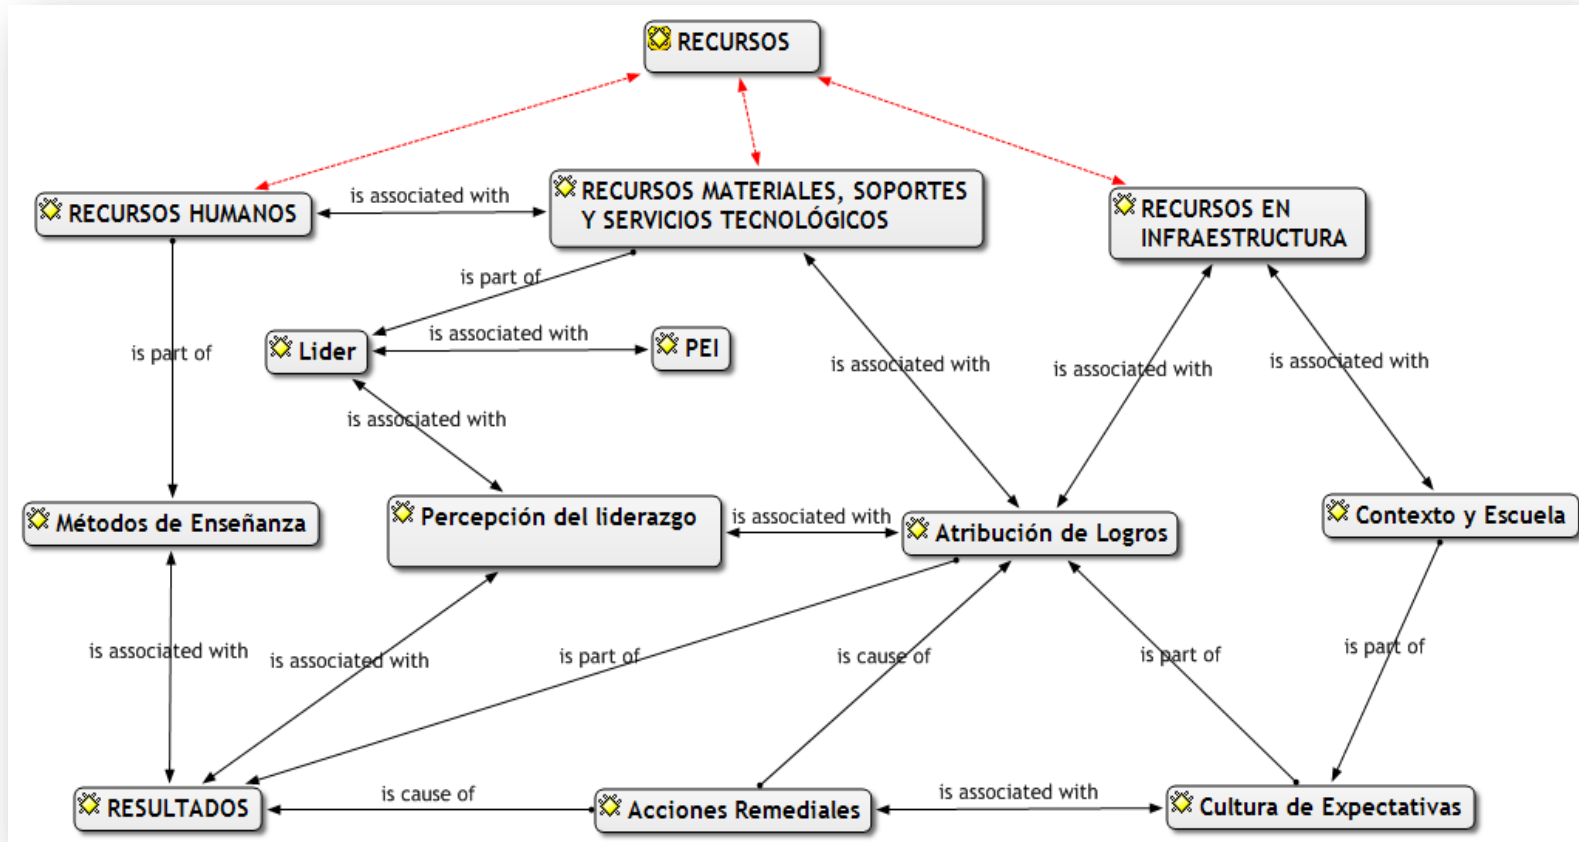 RECURSOS
RECURSOS HUMANOS
is associated with
RECURSOS MATERIALES, SOPORTES
Y SERVICIOS TECNOLÓGICOS
RECURSOS EN
INFRAESTRUCTURA
is part of
is part of
Lider
is associated with
PEI
is associated with
is associated with
is associated with
is associated with
Métodos de Enseñanza
Percepción del liderazgo
is associated with
Atribución de Logros
Contexto y Escuela
is associated with
is associated with
is part of
is cause of
is part of
is part of
RESULTADOS
is cause of
Acciones Remediales
is associated with
Cultura de Expectativas